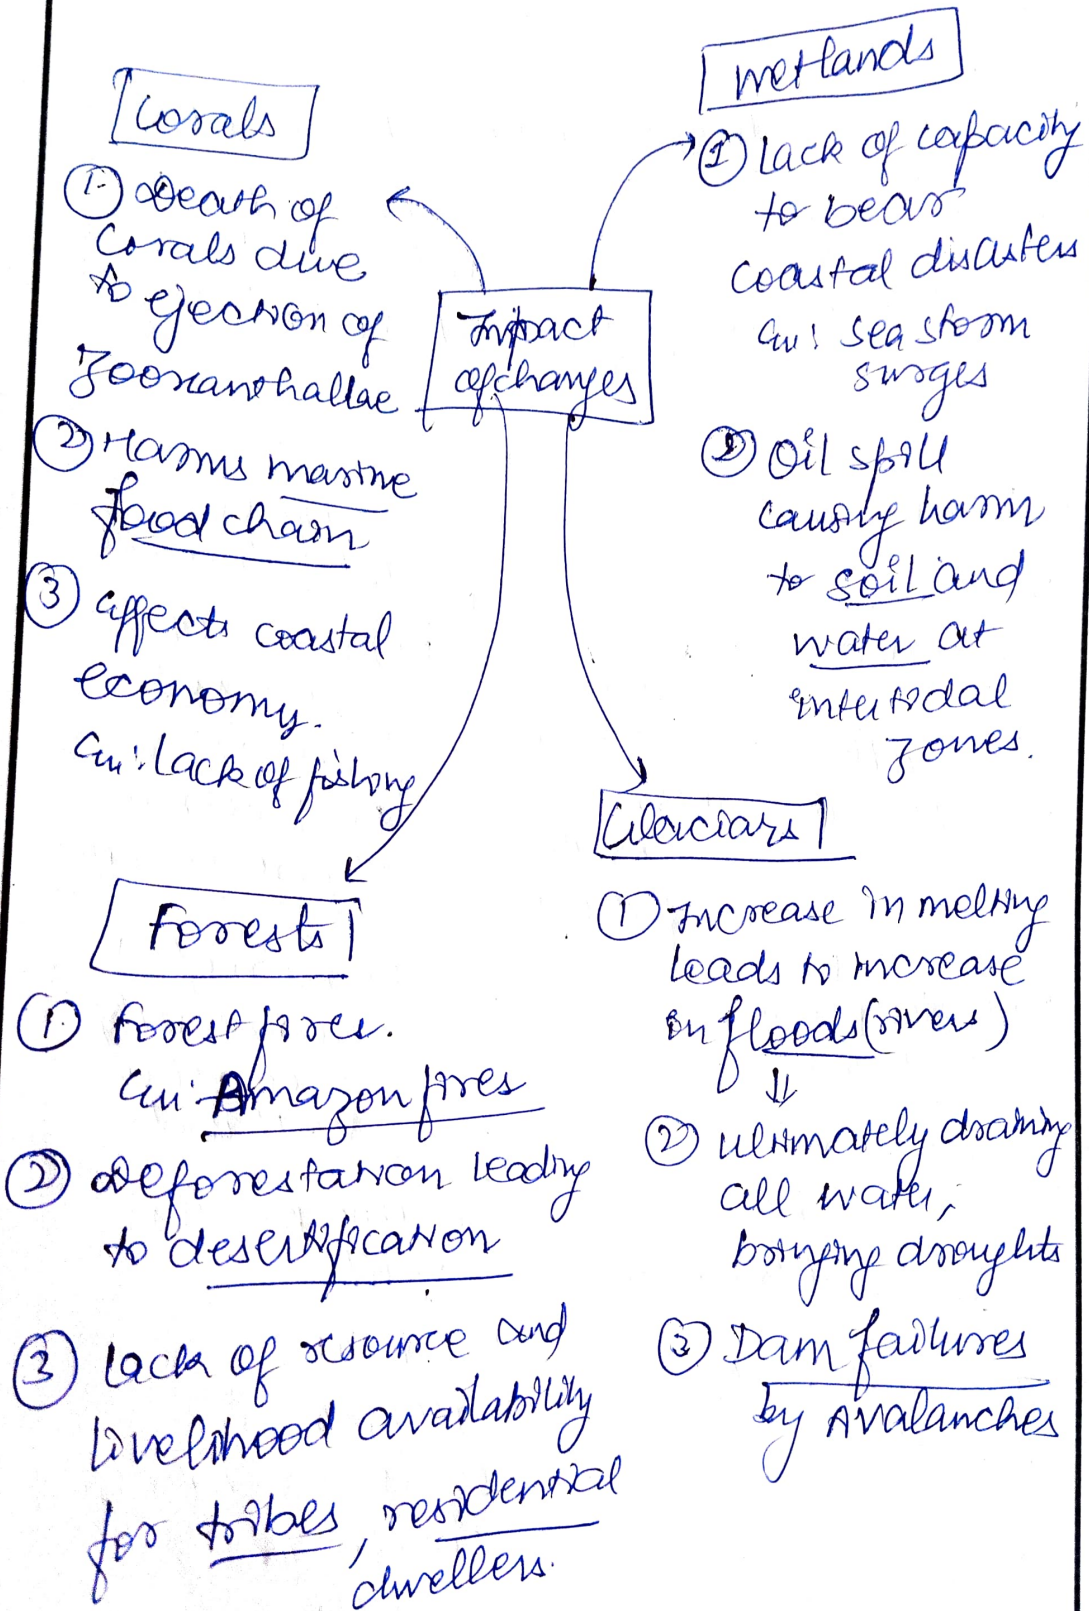 Impact
of changes
Corals
1. Death of
Corals due
to ejection of
Zooxanthallae
2 Harms marine
food chain
3 affects coastal
economy.
Eg: Lack of fishing
Wetlands
1 Lack of capacity
to bear
coastal disasters
Eg: Sea storm
surges
2 Oil spill
causing harm
to soil and
water at
intertidal
zones.
Forests
1. Forest fires.
Eg: Amazon fires
2 Deforestation leading
to desertification
3 Lack of resource and
livelihood availability
for tribes, residential
dwellers.
Glaciars
1 Increase in melting
leads to increase
in floods (rivers)
⇓
2 Ultimately draining
all water,
bringing droughts
3 Dam failures
by Avalanches